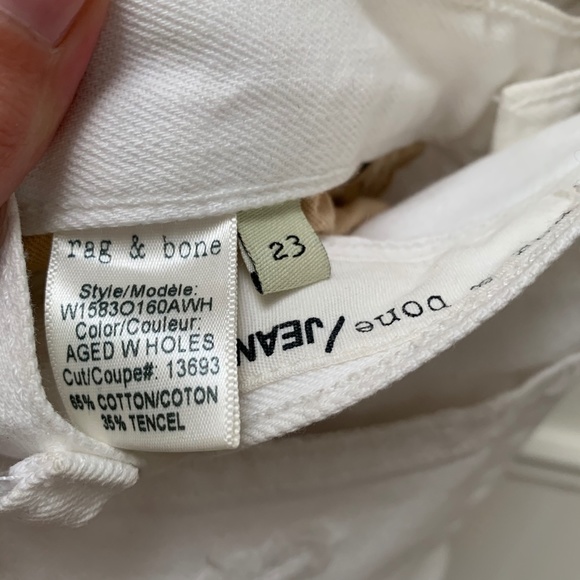 rag & bone
Style/Modèle:
W1583O160AWH
Color/Couleur:
AGED W HOLES
Cut/Coupe#: 13693
65% COTTON/COTON
35% TENCEL
23
bone /JEAN